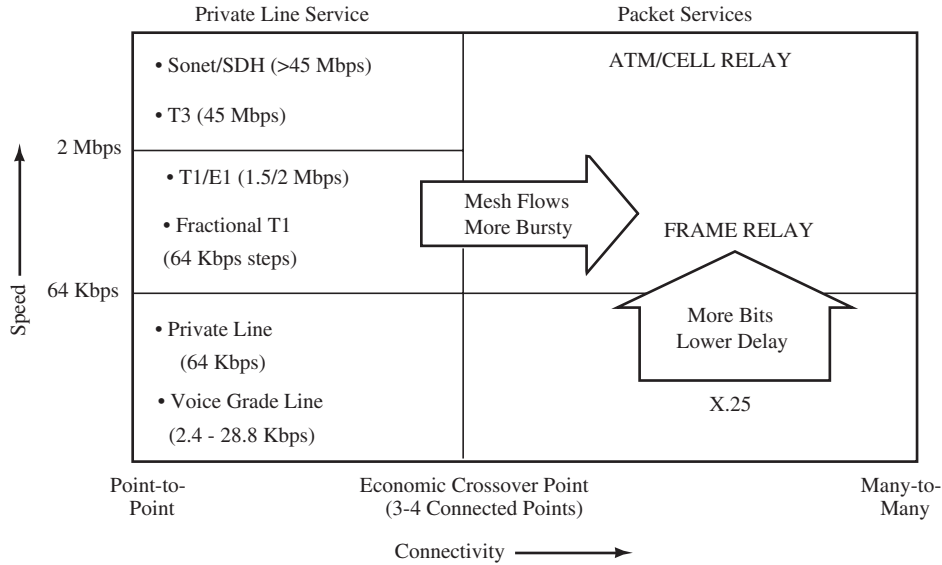 Private Line Service
Packet Services
• Sonet/SDH (>45 Mbps)
• T3 (45 Mbps)
ATM/CELL RELAY
2 Mbps
• T1/E1 (1.5/2 Mbps)
• Fractional T1
(64 Kbps steps)
Mesh Flows
More Bursty
FRAME RELAY
64 Kbps
Speed
• Private Line
(64 Kbps)
• Voice Grade Line
(2.4 - 28.8 Kbps)
More Bits
Lower Delay
X.25
Point-to-
Point
Economic Crossover Point
(3-4 Connected Points)
Many-to-
Many
Connectivity